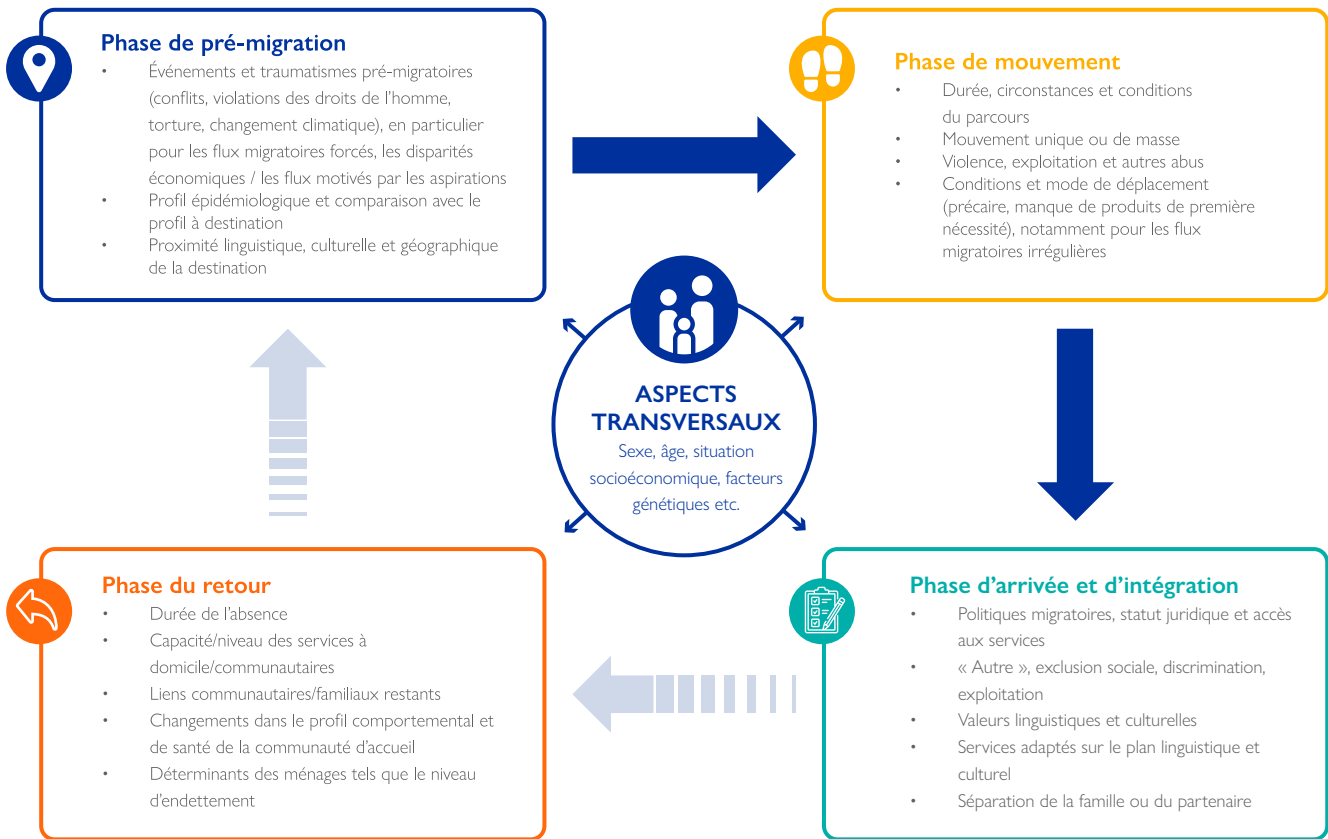 Phase de pré-migration
• Événements et traumatismes pré-migratoires
(conflits, violations des droits de l'homme,
torture, changement climatique), en particulier
pour les flux migratoires forcés, les disparités
économiques / les flux motivés par les aspirations
• Profil épidémiologique et comparaison avec le
profil à destination
• Proximité linguistique, culturelle et géographique
de la destination
Phase de mouvement
• Durée, circonstances et conditions
du parcours
• Mouvement unique ou de masse
• Violence, exploitation et autres abus
• Conditions et mode de déplacement
(précaire, manque de produits de première
nécessité), notamment pour les flux
migratoires irrégulières
ASPECTS
TRANSVERSAUX
Sexe, âge, situation
socioéconomique, facteurs
génétiques etc.
Phase du retour
• Durée de l'absence
• Capacité/niveau des services à
domicile/communautaires
• Liens communautaires/familiaux restants
• Changements dans le profil comportemental et
de santé de la communauté d'accueil
• Déterminants des ménages tels que le niveau
d'endettement
Phase d'arrivée et d'intégration
• Politiques migratoires, statut juridique et accès
aux services
• « Autre », exclusion sociale, discrimination,
exploitation
• Valeurs linguistiques et culturelles
• Services adaptés sur le plan linguistique et
culturel
• Séparation de la famille ou du partenaire